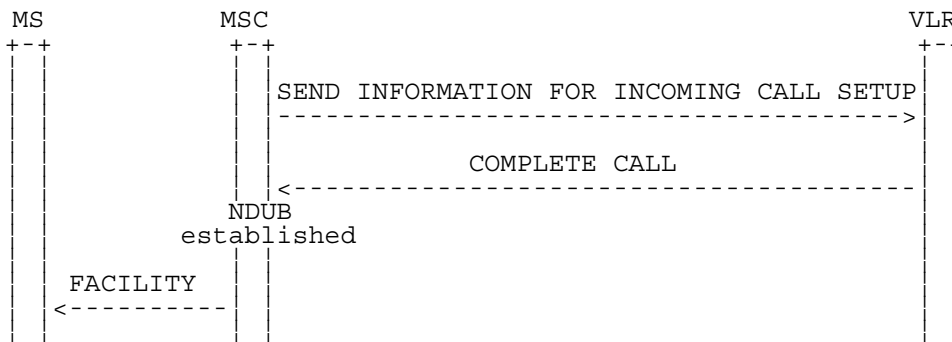 MS MSC VLR
SEND INFORMATION FOR INCOMING CALL SETUP
COMPLETE CALL
NDUB
established
FACILITY